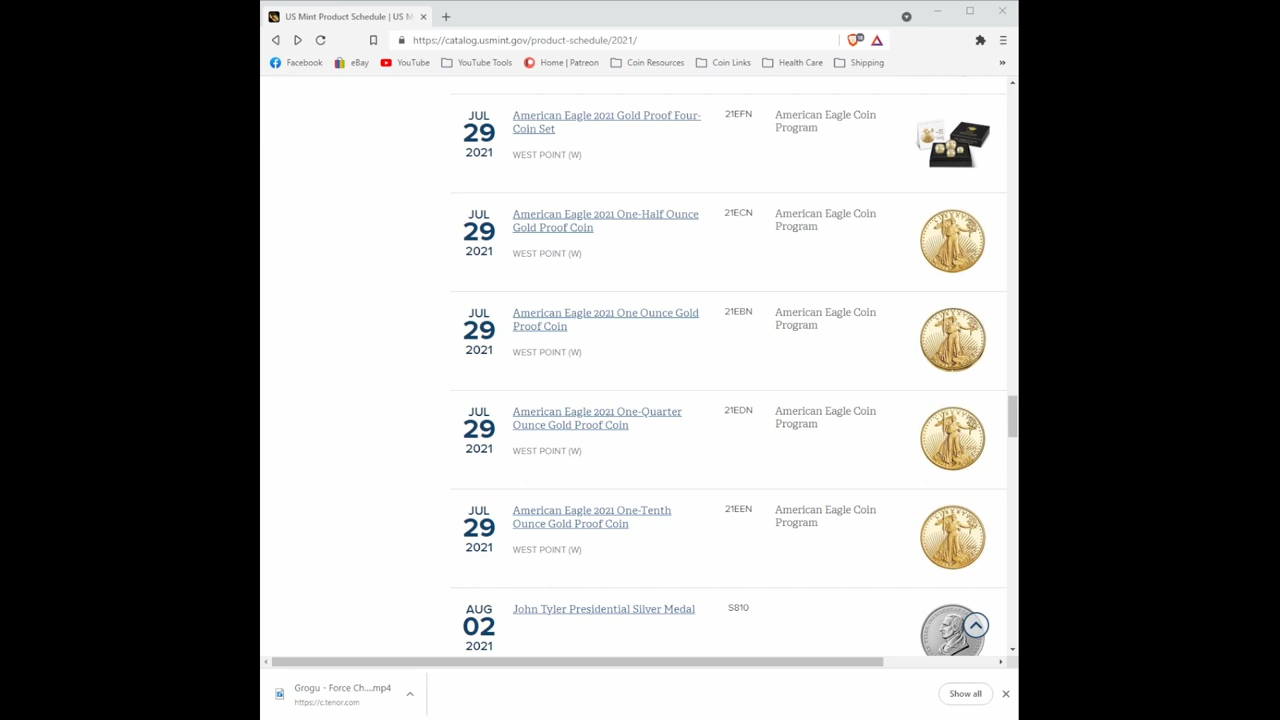 US Mint Product Schedule | US M
https://catalog.usmint.gov/product-schedule/2021/
Facebook
eBay
YouTube
YouTube Tools
Home | Patreon
Coin Resources
Coin Links
Health Care
Shipping
»
JUL
29
2021
American Eagle 2021 Gold Proof Four-
Coin Set
WEST POINT (W)
21EFN
American Eagle Coin
Program
JUL
29
2021
American Eagle 2021 One-Half Ounce
Gold Proof Coin
WEST POINT (W)
21ECN
American Eagle Coin
Program
JUL
29
2021
American Eagle 2021 One Ounce Gold
Proof Coin
WEST POINT (W)
21EBN
American Eagle Coin
Program
JUL
29
2021
American Eagle 2021 One-Quarter
Ounce Gold Proof Coin
WEST POINT (W)
21EDN
American Eagle Coin
Program
JUL
29
2021
American Eagle 2021 One-Tenth
Ounce Gold Proof Coin
WEST POINT (W)
21EEN
American Eagle Coin
Program
AUG
02
2021
John Tyler Presidential Silver Medal
S810
Grogu - Force Ch....mp4
https://c.tenor.com
Show all